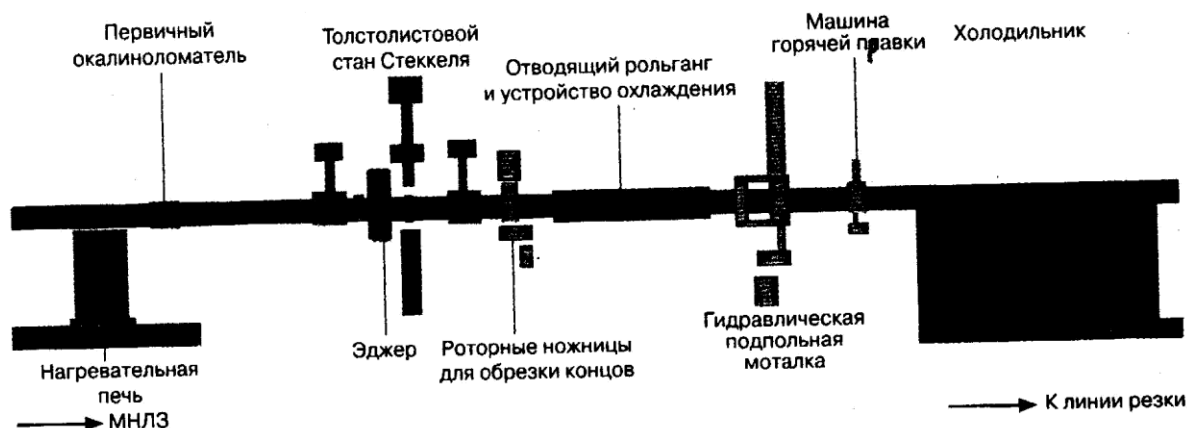 Первичный
окалиноломатель
Толстолистовой
стан Стеккеля
Отводящий рольганг
и устройство охлаждения
Машина
горячей правки
Холодильник
Эджер
Роторные ножницы
для обрезки концов
Гидравлическая
подпольная
моталка
Нагревательная
печь
МНЛЗ
К линии резки